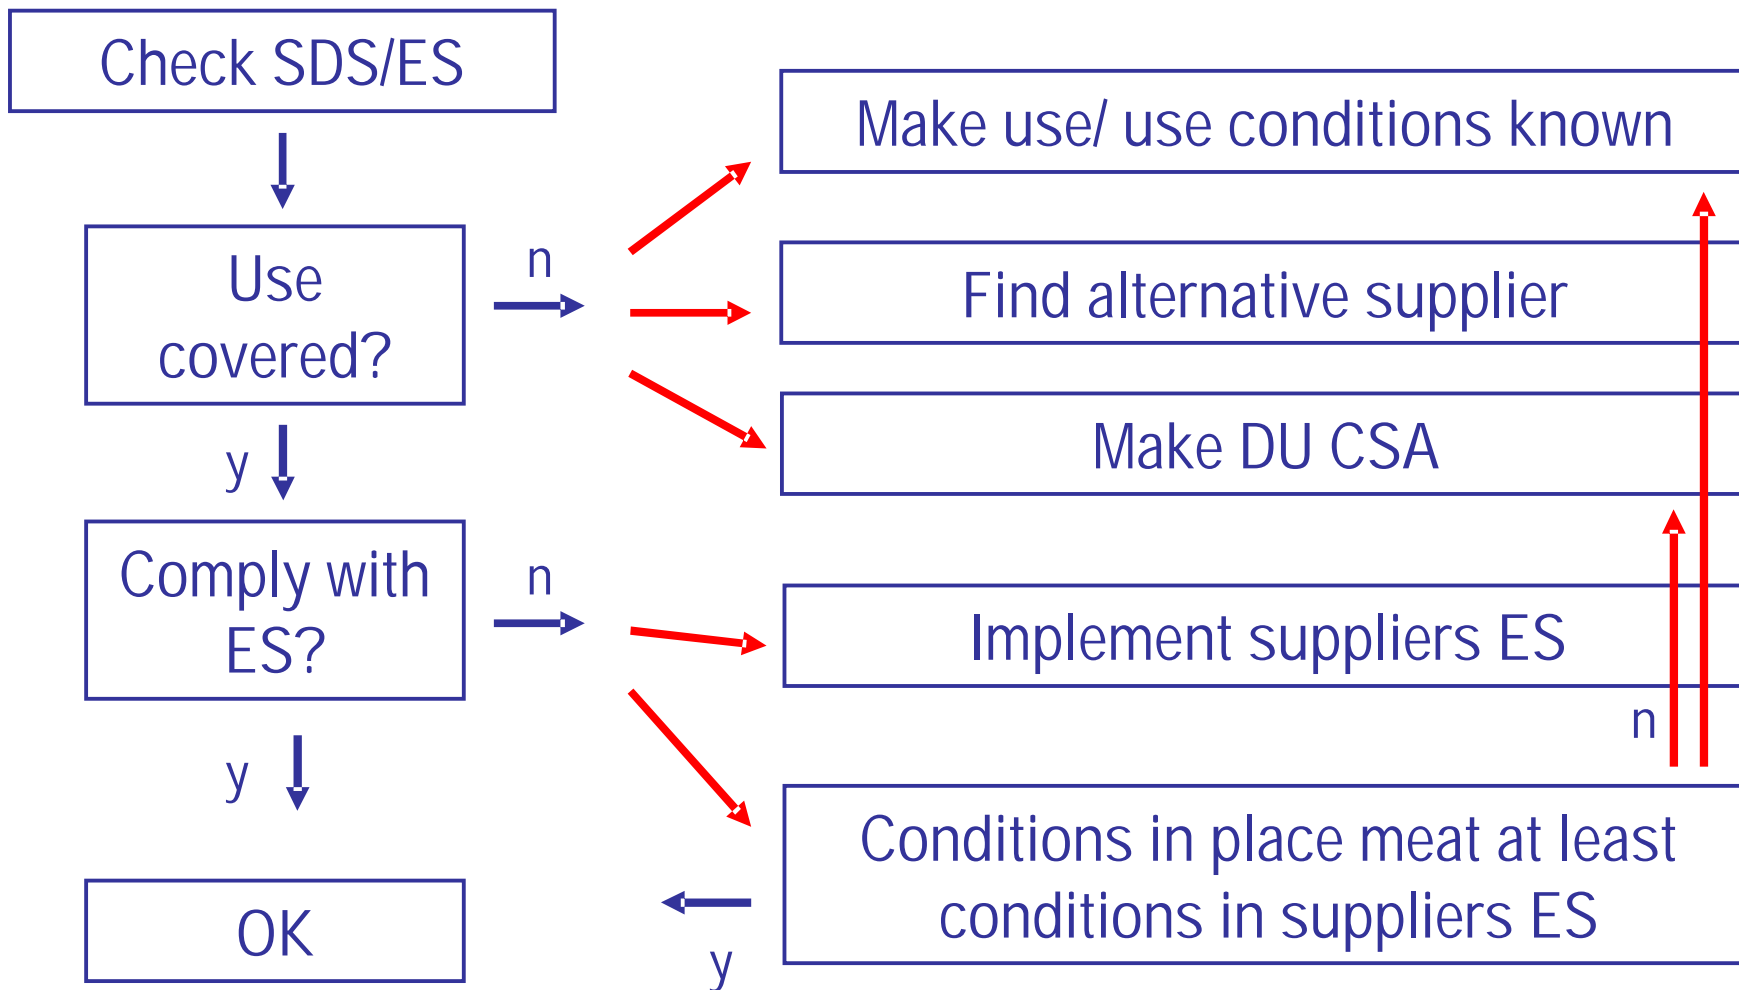 Check SDS/ES
Make use/ use conditions known
Use
covered?
n
Find alternative supplier
Make DU CSA
y
Comply with
ES?
n
Implement suppliers ES
n
y
Conditions in place meat at least
conditions in suppliers ES
OK
y